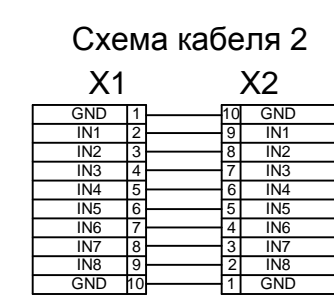 Схема кабеля 2
X1 X2
GND 1 10 GND
IN1 2 9 IN1
IN2 3 8 IN2
IN3 4 7 IN3
IN4 5 6 IN4
IN5 6 5 IN5
IN6 7 4 IN6
IN7 8 3 IN7
IN8 9 2 IN8
GND 10 1 GND